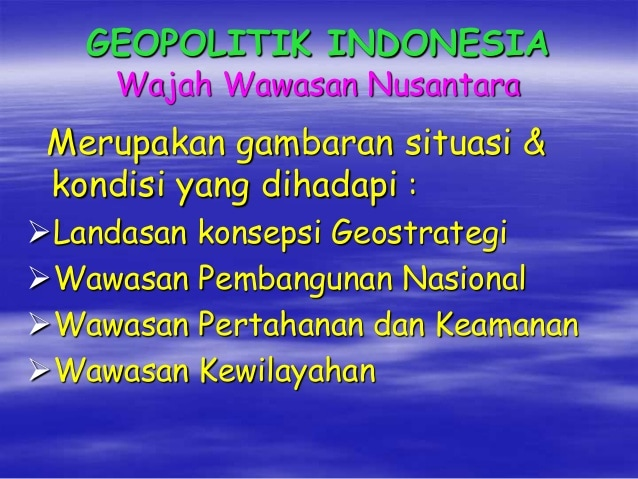 GEOPOLITIK INDONESIA
Wajah Wawasan Nusantara
Merupakan gambaran situasi &
kondisi yang dihadapi :
➢Landasan konsepsi Geostrategi
➢Wawasan Pembangunan Nasional
➢Wawasan Pertahanan dan Keamanan
➢Wawasan Kewilayahan